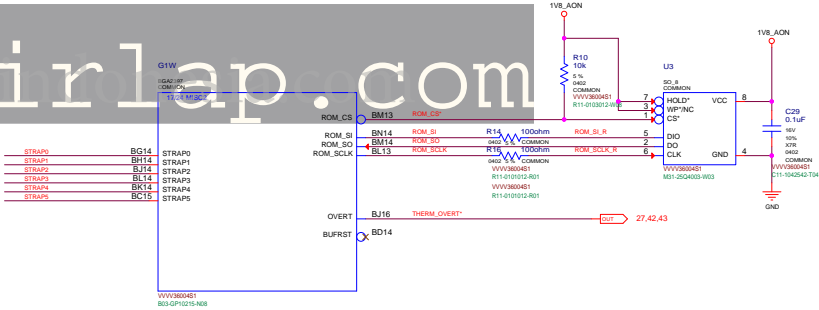 1V8_AON
1V8_AON
irlap.com
G1W
BGA2197
COMMON
17/24 MISC2
R10
10k
5 %
0402
COMMON
VVVV36004S1
R11-0103012-W08
U3
SO_8
COMMON
7 HOLD* VCC 8
3 WP*/NC
1 CS*
5 DIO
2 DO
6 CLK GND 4
C29
0.1uF
16V
10%
X7R
0402
COMMON
VVVV36004S1
C11-1042542-T04
GND
ROM_CS BM13 ROM_CS*
ROM_SI BN14 ROM_SI R14 100ohm ROM_SI_R
ROM_SO BM14 ROM_SO 0402 5 % COMMON
ROM_SCLK BL13 ROM_SCLK R16 100ohm ROM_SCLK_R
0402 5 % COMMON
VVVV36004S1
R11-0101012-R01
VVVV36004S1
R11-0101012-R01
VVVV36004S1
M31-25Q4003-W03
STRAP0 BG14 STRAP0
STRAP1 BH14 STRAP1
STRAP2 BJ14 STRAP2
STRAP3 BL14 STRAP3
STRAP4 BK14 STRAP4
STRAP5 BC15 STRAP5
OVERT BJ16 THERM_OVERT* OUT 27,42,43
BUFRST BD14
VVVV36004S1
B03-GP10215-N08